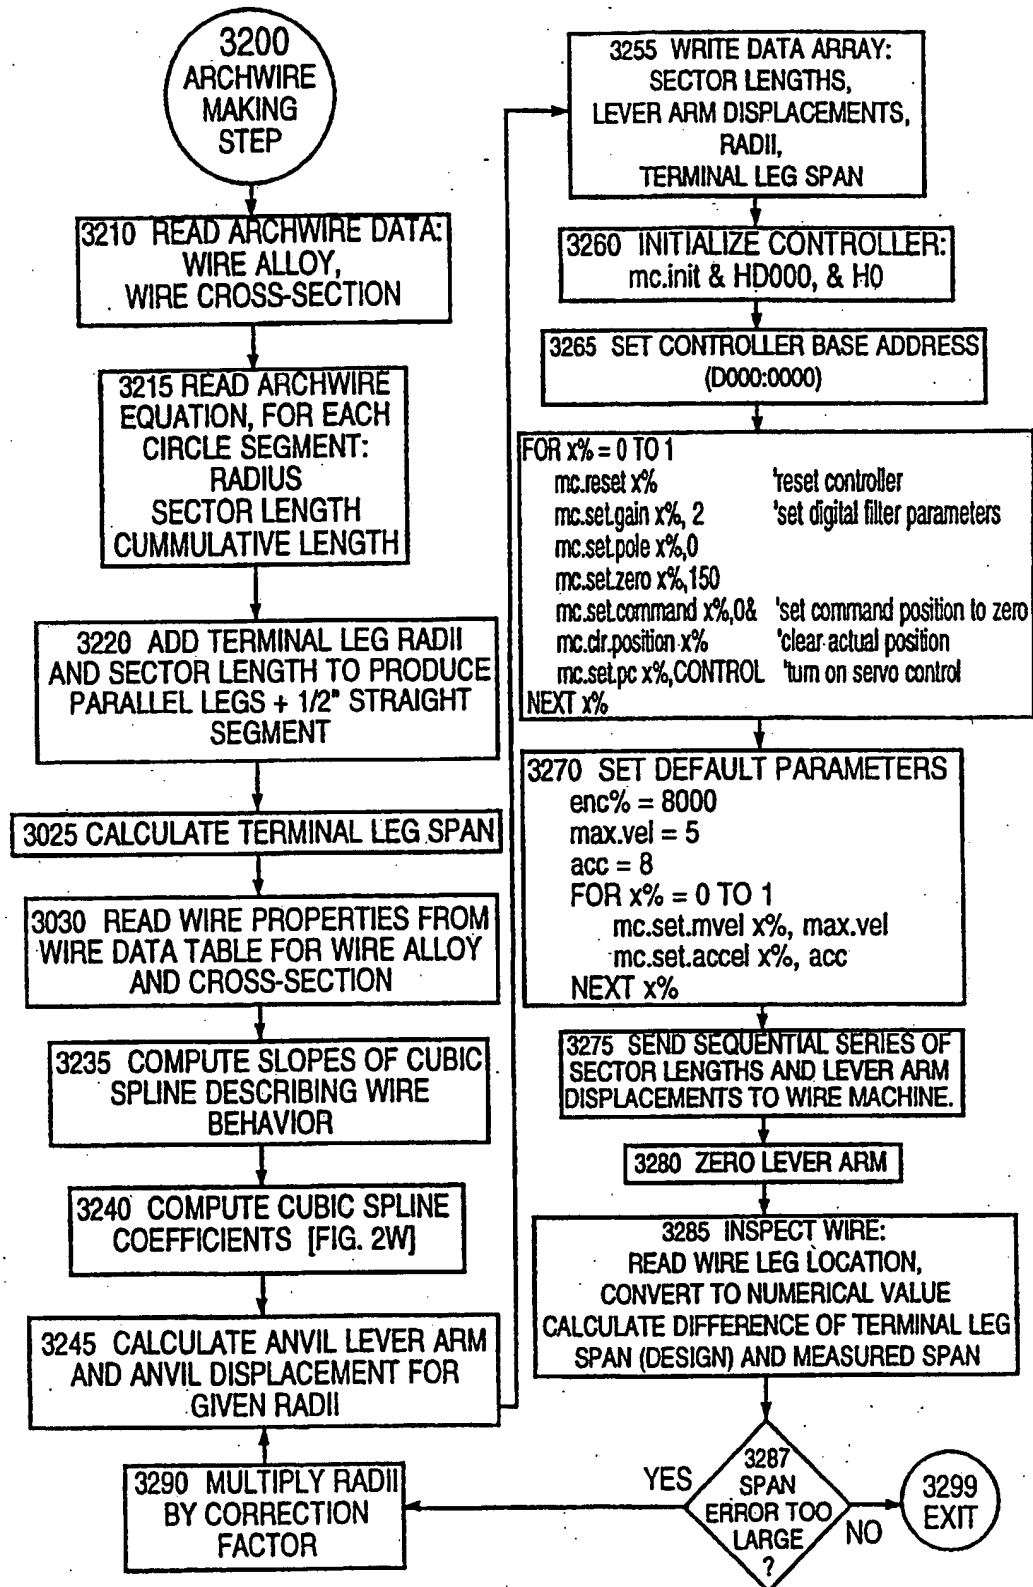 3200
ARCHWIRE
MAKING
STEP
3210 READ ARCHWIRE DATA:
WIRE ALLOY,
WIRE CROSS-SECTION
3215 READ ARCHWIRE
EQUATION, FOR EACH
CIRCLE SEGMENT:
RADIUS
SECTOR LENGTH
CUMMULATIVE LENGTH
3220 ADD TERMINAL LEG RADII
AND SECTOR LENGTH TO PRODUCE
PARALLEL LEGS + 1/2" STRAIGHT
SEGMENT
3025 CALCULATE TERMINAL LEG SPAN
3030 READ WIRE PROPERTIES FROM
WIRE DATA TABLE FOR WIRE ALLOY
AND CROSS-SECTION
3235 COMPUTE SLOPES OF CUBIC
SPLINE DESCRIBING WIRE
BEHAVIOR
3240 COMPUTE CUBIC SPLINE
COEFFICIENTS [FIG. 2W]
3245 CALCULATE ANVIL LEVER ARM
AND ANVIL DISPLACEMENT FOR
GIVEN RADII
3290 MULTIPLY RADII
BY CORRECTION
FACTOR
3255 WRITE DATA ARRAY:
SECTOR LENGTHS,
LEVER ARM DISPLACEMENTS,
RADII,
TERMINAL LEG SPAN
3260 INITIALIZE CONTROLLER:
mc.init & HD000, & H0
3265 SET CONTROLLER BASE ADDRESS
(D000:0000)
FOR x% = 0 TO 1
mc.reset x% 'reset controller
mc.set.gain x%, 2 'set digital filter parameters
mc.set.pole x%,0
mc.set.zero x%,150
mc.set.command x%,0& 'set command position to zero
mc.clr.position x% 'clear actual position
mc.set.pc x%,CONTROL 'turn on servo control
NEXT x%
3270 SET DEFAULT PARAMETERS
enc% = 8000
max.vel = 5
acc = 8
FOR x% = 0 TO 1
mc.set.mvel x%, max.vel
mc.set.accel x%, acc
NEXT x%
3275 SEND SEQUENTIAL SERIES OF
SECTOR LENGTHS AND LEVER ARM
DISPLACEMENTS TO WIRE MACHINE.
3280 ZERO LEVER ARM
3285 INSPECT WIRE:
READ WIRE LEG LOCATION,
CONVERT TO NUMERICAL VALUE
CALCULATE DIFFERENCE OF TERMINAL LEG
SPAN (DESIGN) AND MEASURED SPAN
3287
SPAN
ERROR TOO
LARGE
?
YES
NO
3299
EXIT